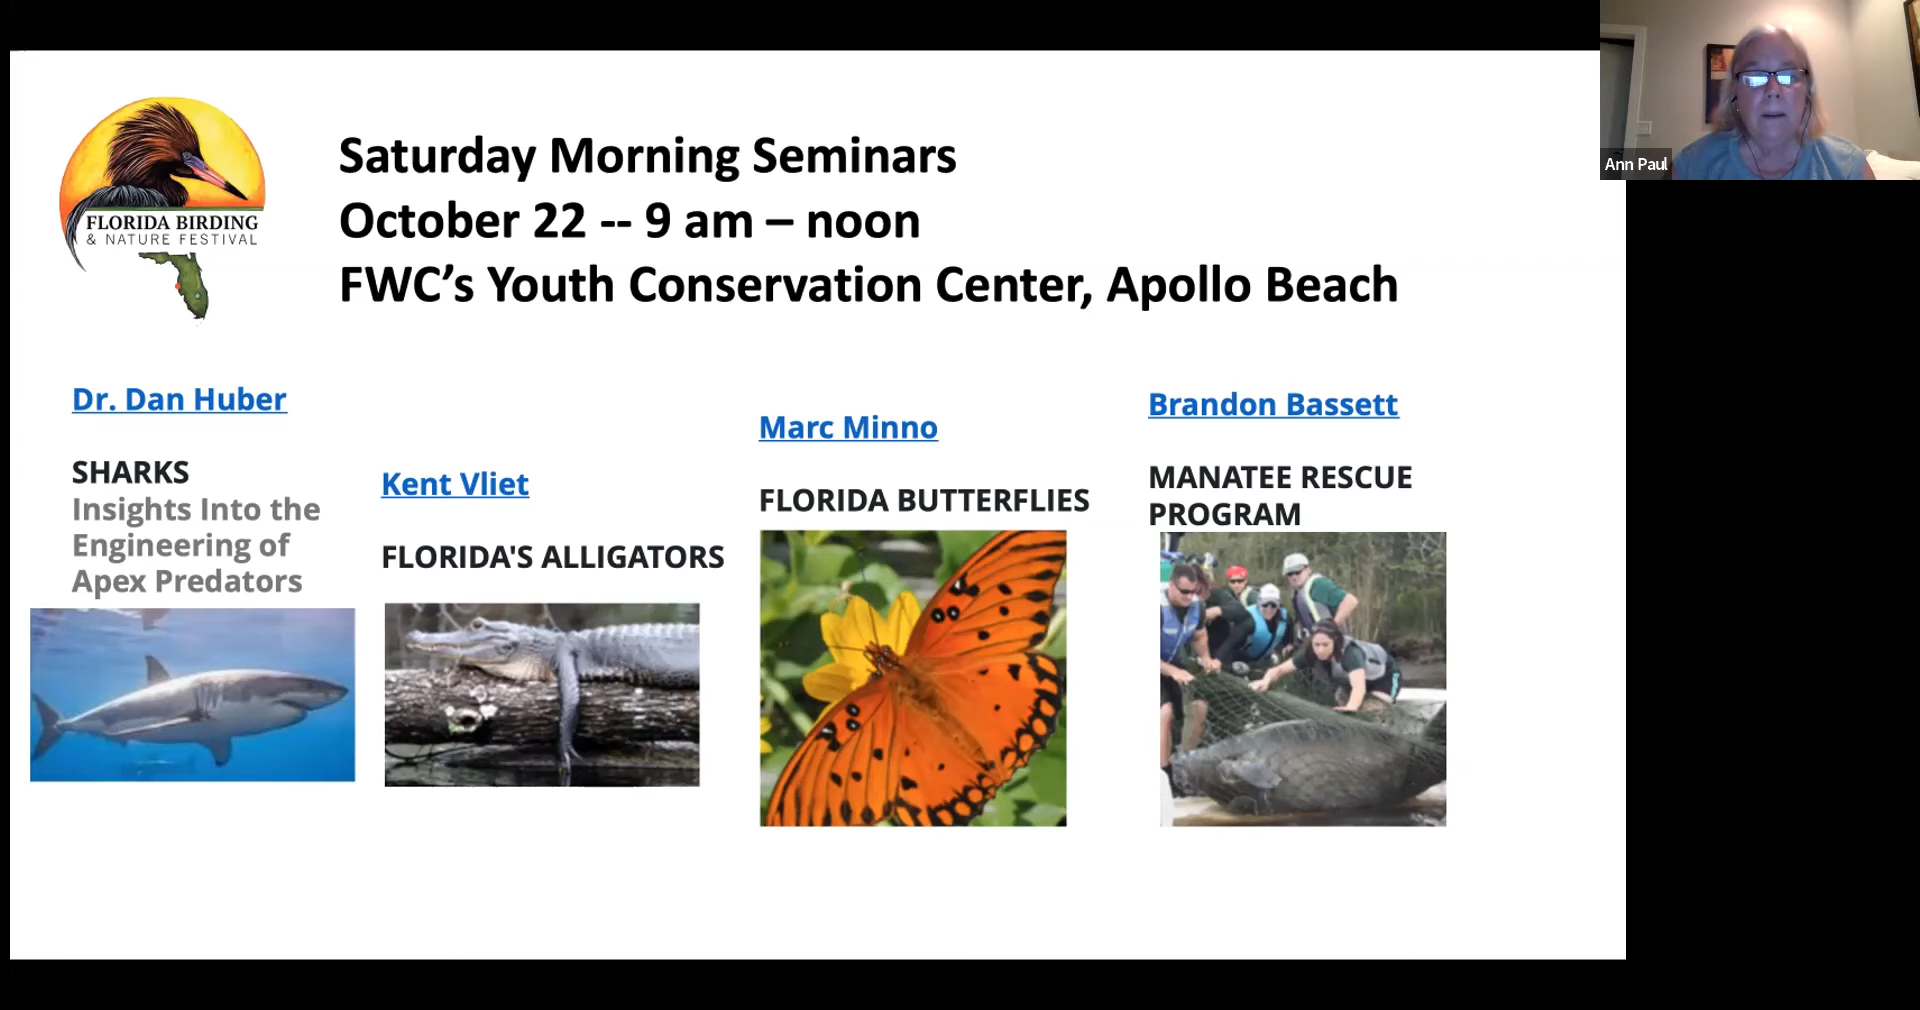 FLORIDA BIRDING
& NATURE FESTIVAL
Saturday Morning Seminars
October 22 -- 9 am – noon
FWC’s Youth Conservation Center, Apollo Beach
Ann Paul
Dr. Dan Huber
SHARKS
Insights Into the
Engineering of
Apex Predators
Kent Vliet
FLORIDA'S ALLIGATORS
Marc Minno
FLORIDA BUTTERFLIES
Brandon Bassett
MANATEE RESCUE
PROGRAM